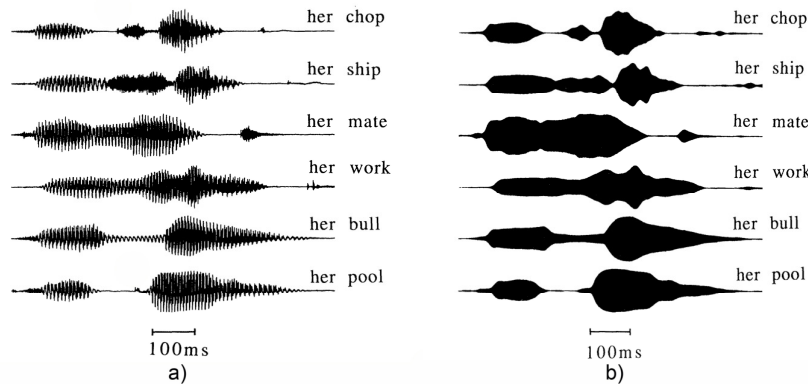 her chop
her ship
her mate
her work
her bull
her pool
100ms
a)
her chop
her ship
her mate
her work
her bull
her pool
100ms
b)